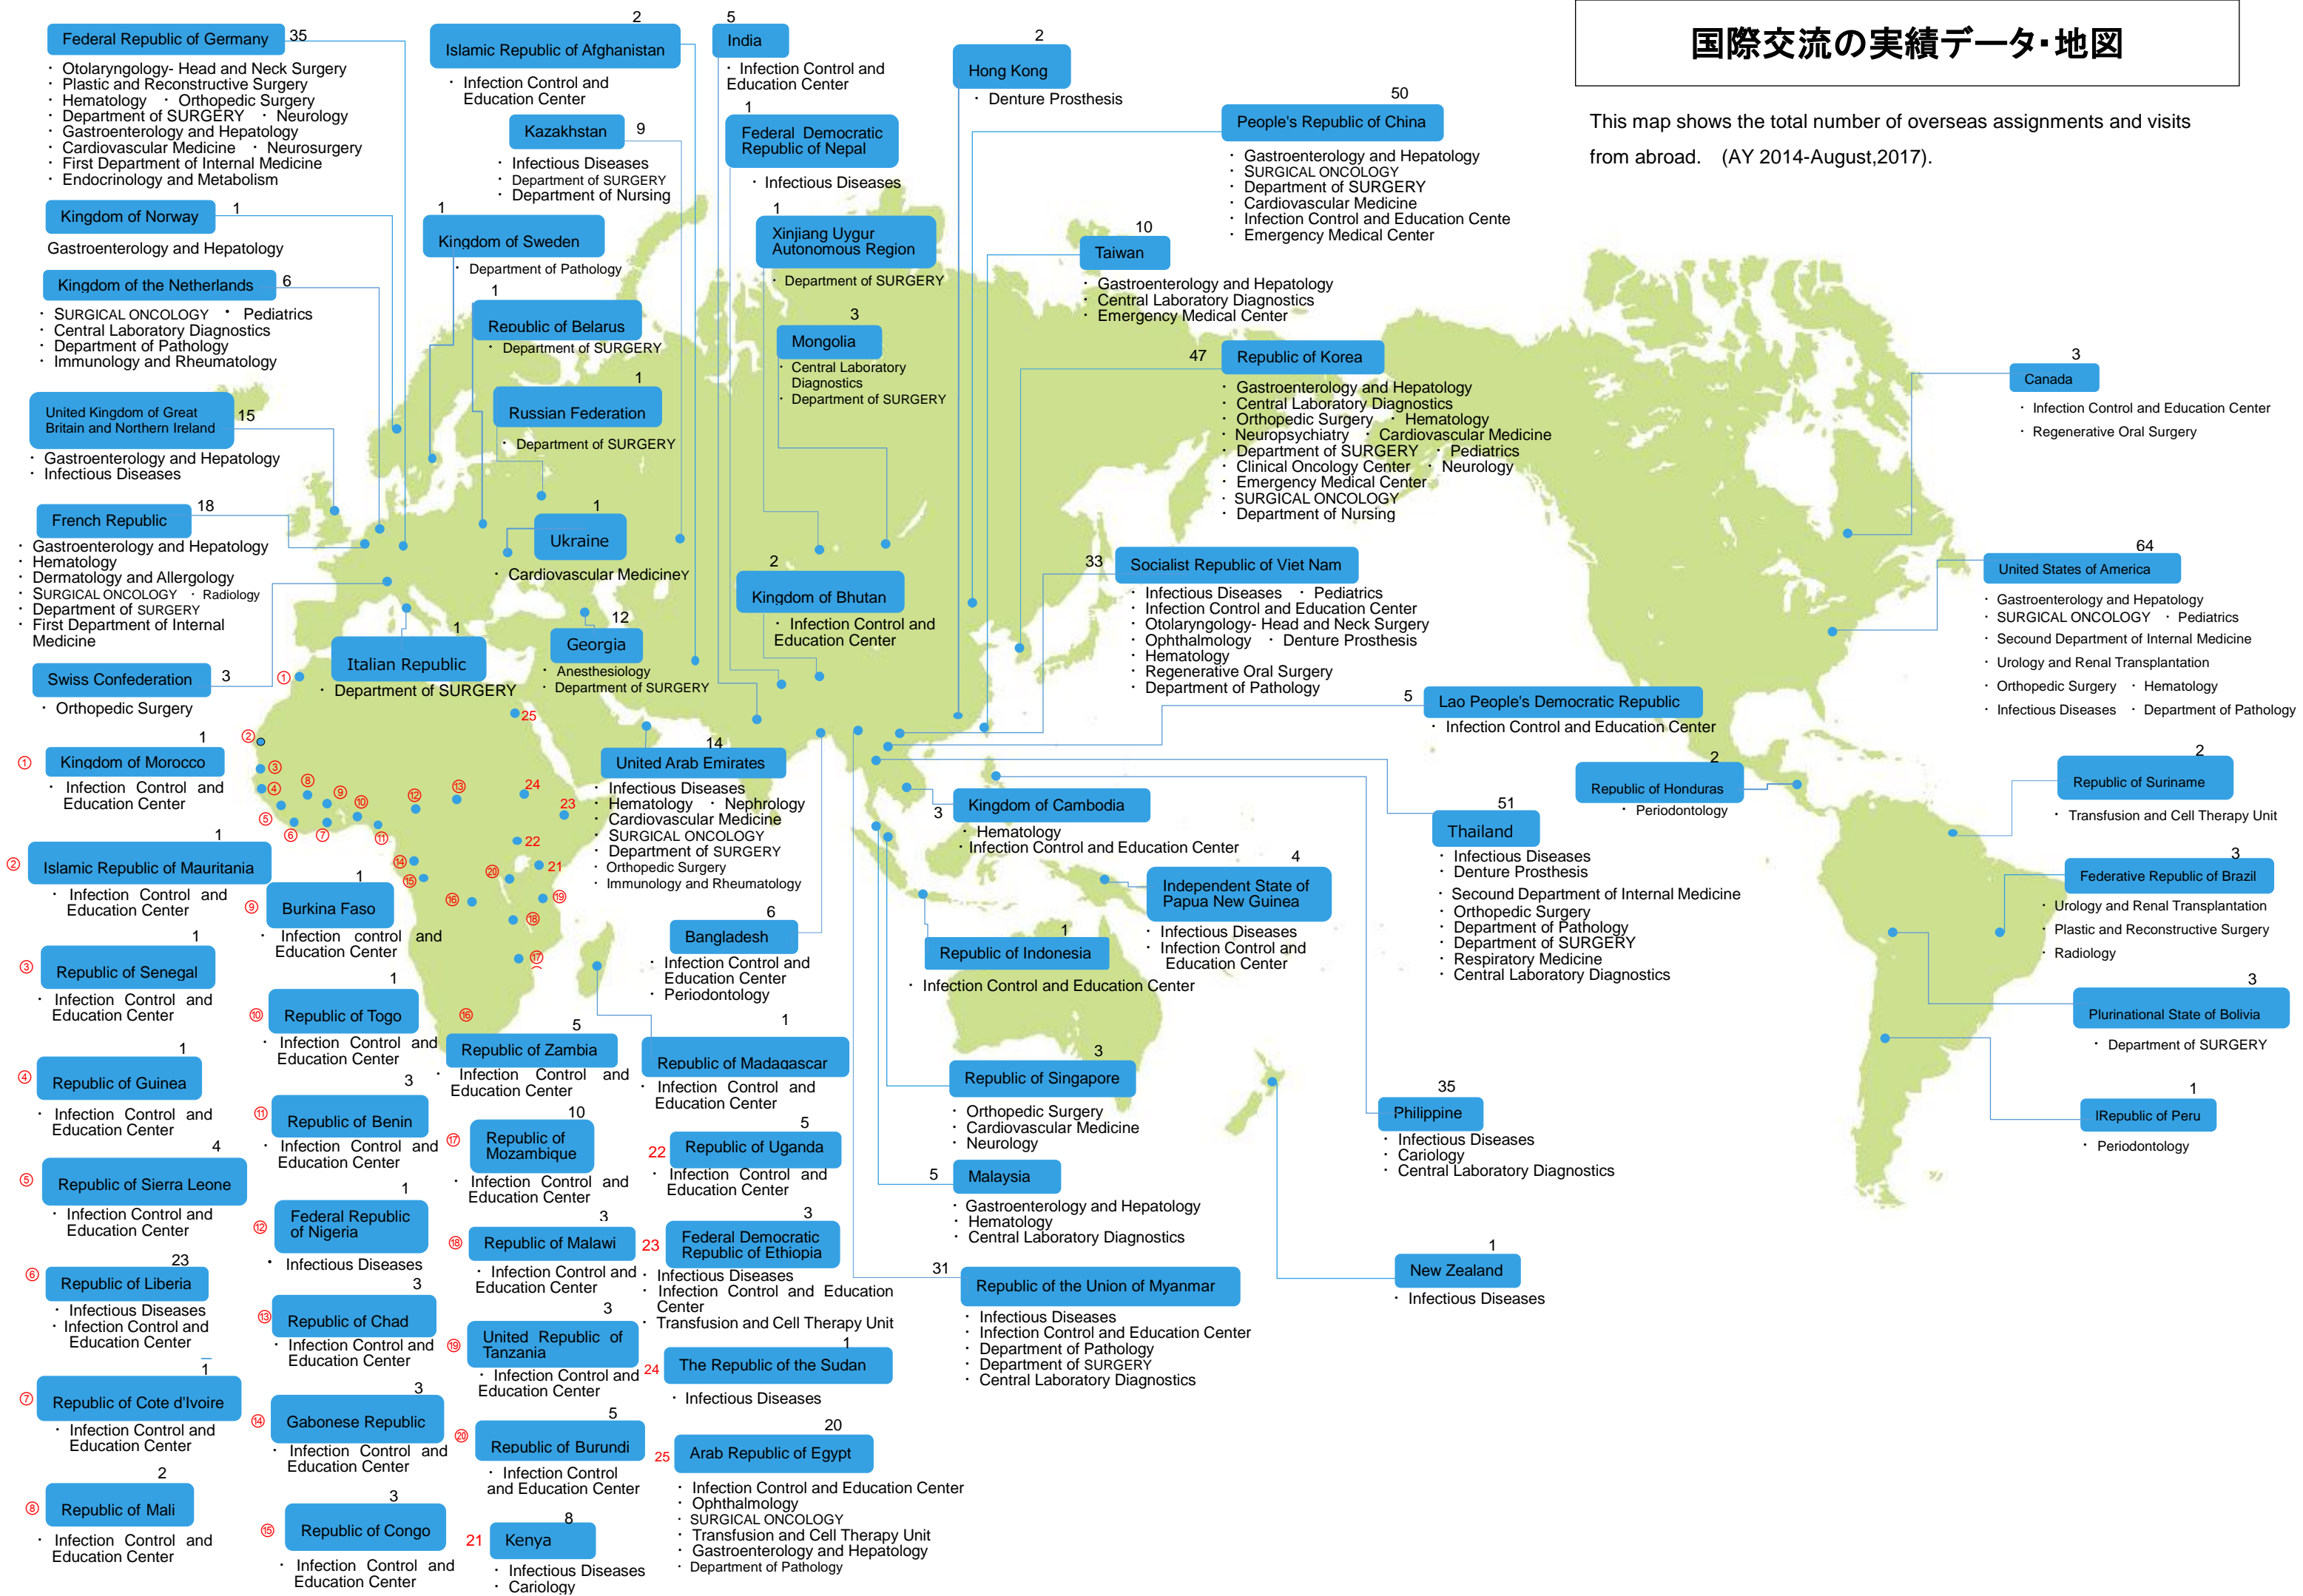 国際交流の実績データ・地図
This map shows the total number of overseas assignments and visits
from abroad. (AY 2014-August,2017).
Federal Republic of Germany 35
・ Otolaryngology- Head and Neck Surgery
・ Plastic and Reconstructive Surgery
・ Hematology ・ Orthopedic Surgery
・ Department of SURGERY ・ Neurology
・ Gastroenterology and Hepatology
・ Cardiovascular Medicine ・ Neurosurgery
・ First Department of Internal Medicine
・ Endocrinology and Metabolism
Kingdom of Norway 1
Gastroenterology and Hepatology
Kingdom of the Netherlands 6
・ SURGICAL ONCOLOGY ・ Pediatrics
・ Central Laboratory Diagnostics
・ Department of Pathology
・ Immunology and Rheumatology
United Kingdom of Great
Britain and Northern Ireland 15
・ Gastroenterology and Hepatology
・ Infectious Diseases
French Republic 18
・ Gastroenterology and Hepatology
・ Hematology
・ Dermatology and Allergology
・ SURGICAL ONCOLOGY ・ Radiology
・ Department of SURGERY
・ First Department of Internal
Medicine
Swiss Confederation 3
・ Orthopedic Surgery
2
Islamic Republic of Afghanistan
・ Infection Control and
Education Center
Kazakhstan 9
・ Infectious Diseases
・ Department of SURGERY
・ Department of Nursing
1
Kingdom of Sweden
・ Department of Pathology
1
Republic of Belarus
・ Department of SURGERY
1
Russian Federation
・ Department of SURGERY
1
Ukraine
・ Cardiovascular MedicineY
12
Georgia
・ Anesthesiology
・ Department of SURGERY
1
Italian Republic
・ Department of SURGERY
5
India
・ Infection Control and
Education Center
1
Federal Democratic
Republic of Nepal
・ Infectious Diseases
1
Xinjiang Uygur
Autonomous Region
・ Department of SURGERY
3
Mongolia
・ Central Laboratory
Diagnostics
・ Department of SURGERY
2
Kingdom of Bhutan
・ Infection Control and
Education Center
2
Hong Kong
・ Denture Prosthesis
50
People's Republic of China
・ Gastroenterology and Hepatology
・ SURGICAL ONCOLOGY
・ Department of SURGERY
・ Cardiovascular Medicine
・ Infection Control and Education Cente
・ Emergency Medical Center
10
Taiwan
・ Gastroenterology and Hepatology
・ Central Laboratory Diagnostics
・ Emergency Medical Center
47 Republic of Korea
・ Gastroenterology and Hepatology
・ Central Laboratory Diagnostics
・ Orthopedic Surgery ・ Hematology
・ Neuropsychiatry ・ Cardiovascular Medicine
・ Department of SURGERY ・ Pediatrics
・ Clinical Oncology Center ・ Neurology
・ Emergency Medical Center
・ SURGICAL ONCOLOGY
・ Department of Nursing
33 Socialist Republic of Viet Nam
・ Infectious Diseases ・ Pediatrics
・ Infection Control and Education Center
・ Otolaryngology- Head and Neck Surgery
・ Ophthalmology ・ Denture Prosthesis
・ Hematology
・ Regenerative Oral Surgery
・ Department of Pathology
5 Lao People's Democratic Republic
・ Infection Control and Education Center
3
Canada
・ Infection Control and Education Center
・ Regenerative Oral Surgery
64
United States of America
・ Gastroenterology and Hepatology
・ SURGICAL ONCOLOGY ・ Pediatrics
・ Secound Department of Internal Medicine
・ Urology and Renal Transplantation
・ Orthopedic Surgery ・ Hematology
・ Infectious Diseases ・ Department of Pathology
2
Republic of Honduras
・ Periodontology
2
Republic of Suriname
・ Transfusion and Cell Therapy Unit
3
Federative Republic of Brazil
・ Urology and Renal Transplantation
・ Plastic and Reconstructive Surgery
・ Radiology
3
Plurinational State of Bolivia
・ Department of SURGERY
1
IRepublic of Peru
・ Periodontology
51
Thailand
・ Infectious Diseases
・ Denture Prosthesis
・ Secound Department of Internal Medicine
・ Orthopedic Surgery
・ Department of Pathology
・ Department of SURGERY
・ Respiratory Medicine
・ Central Laboratory Diagnostics
35
Philippine
・ Infectious Diseases
・ Cariology
・ Central Laboratory Diagnostics
1
New Zealand
・ Infectious Diseases
3
Kingdom of Cambodia
・ Hematology
・ Infection Control and Education Center
4
Independent State of
Papua New Guinea
・ Infectious Diseases
・ Infection Control and
Education Center
1
Republic of Indonesia
・ Infection Control and Education Center
3
Republic of Singapore
・ Orthopedic Surgery
・ Cardiovascular Medicine
・ Neurology
5 Malaysia
・ Gastroenterology and Hepatology
・ Hematology
・ Central Laboratory Diagnostics
31 Republic of the Union of Myanmar
・ Infectious Diseases
・ Infection Control and Education Center
・ Department of Pathology
・ Department of SURGERY
・ Central Laboratory Diagnostics
14
United Arab Emirates
・ Infectious Diseases
・ Hematology ・ Nephrology
・ Cardiovascular Medicine
・ SURGICAL ONCOLOGY
・ Department of SURGERY
・ Orthopedic Surgery
・ Immunology and Rheumatology
6
Bangladesh
・ Infection Control and
Education Center
・ Periodontology
1
Republic of Madagascar
・ Infection Control and
Education Center
① ② ③ ④ ⑤ ⑥ ⑦ ⑧ ⑨ ⑩ ⑪ ⑫ ⑬ ⑭ ⑮ ⑯ ⑰ ⑱ ⑲ ⑳ 21 22 23 24 25
1
① Kingdom of Morocco
・ Infection Control and
Education Center
1
② Islamic Republic of Mauritania
・ Infection Control and
Education Center
1
③ Republic of Senegal
・ Infection Control and
Education Center
1
④ Republic of Guinea
・ Infection Control and
Education Center
4
⑤ Republic of Sierra Leone
・ Infection Control and
Education Center
23
⑥ Republic of Liberia
・ Infectious Diseases
・ Infection Control and
Education Center
1
⑦ Republic of Cote d'Ivoire
・ Infection Control and
Education Center
2
⑧ Republic of Mali
・ Infection Control and
Education Center
1
⑨ Burkina Faso
・ Infection control and
Education Center
1
⑩ Republic of Togo
・ Infection Control and
Education Center
3
⑪ Republic of Benin
・ Infection Control and
Education Center
1
⑫ Federal Republic
of Nigeria
・ Infectious Diseases
3
⑬ Republic of Chad
・ Infection Control and
Education Center
3
⑭ Gabonese Republic
・ Infection Control and
Education Center
3
⑮ Republic of Congo
・ Infection Control and
Education Center
⑯
5
Republic of Zambia
・ Infection Control and
Education Center
10
⑰ Republic of
Mozambique
・ Infection Control and
Education Center
3
⑱ Republic of Malawi
・ Infection Control and
Education Center
3
⑲ United Republic of
Tanzania
・ Infection Control and
Education Center
5
⑳ Republic of Burundi
・ Infection Control
and Education Center
8
21 Kenya
・ Infectious Diseases
・ Cariology
5
22 Republic of Uganda
・ Infection Control and
Education Center
3
23 Federal Democratic
Republic of Ethiopia
・ Infectious Diseases
・ Infection Control and Education
Center
・ Transfusion and Cell Therapy Unit
1
24 The Republic of the Sudan
・ Infectious Diseases
20
25 Arab Republic of Egypt
・ Infection Control and Education Center
・ Ophthalmology
・ SURGICAL ONCOLOGY
・ Transfusion and Cell Therapy Unit
・ Gastroenterology and Hepatology
・ Department of Pathology